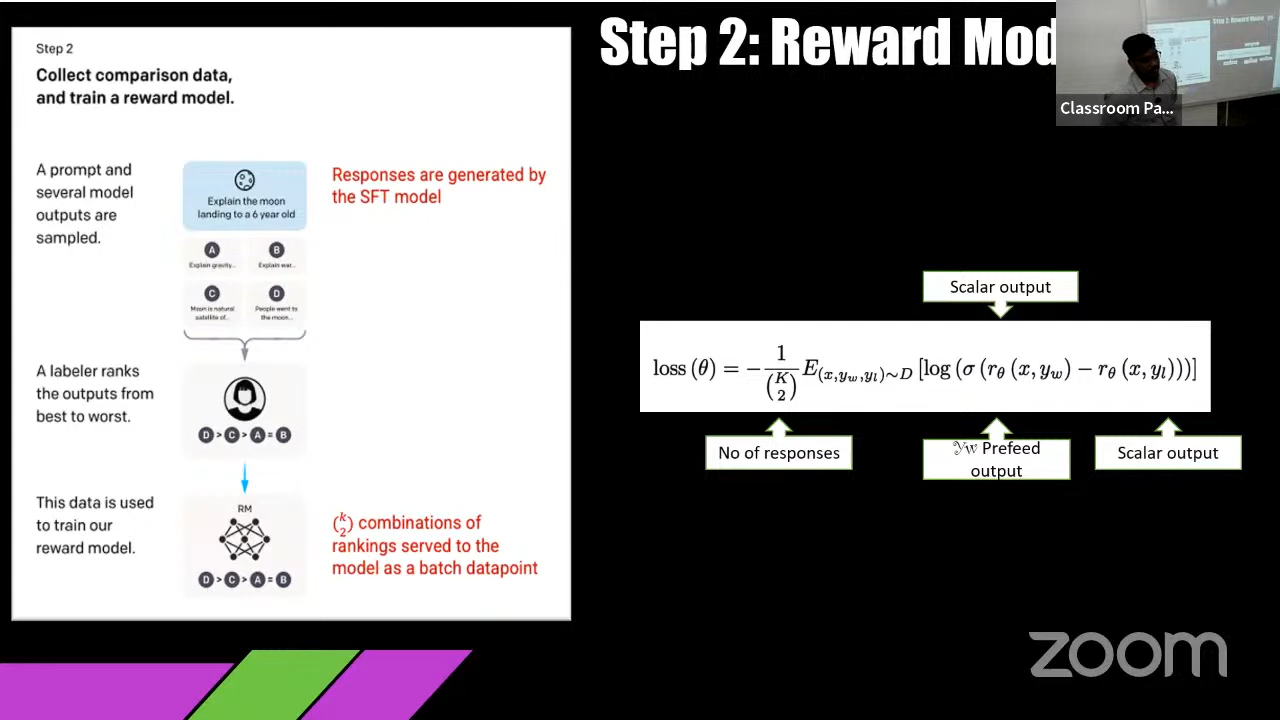 Step 2: Reward Mod
Classroom Pa...
Step 2
Collect comparison data,
and train a reward model.
A prompt and
several model
outputs are
sampled.
Explain the moon
landing to a 6 year old
A
Explain gravity...
B
Explain war...
C
Moon is natural
satellite of...
D
People went to
the moon...
Responses are generated by
the SFT model
A labeler ranks
the outputs from
best to worst.
D > C > A = B
This data is used
to train our
reward model.
RM
D > C > A = B
(k 2) combinations of
rankings served to the
model as a batch datapoint
Scalar output
loss (θ) = − 1/(K 2) E(x,yw,yl)∼D [log (σ (rθ (x, yw) − rθ (x, yl)))]
No of responses
yw Prefeed
output
Scalar output
zoom